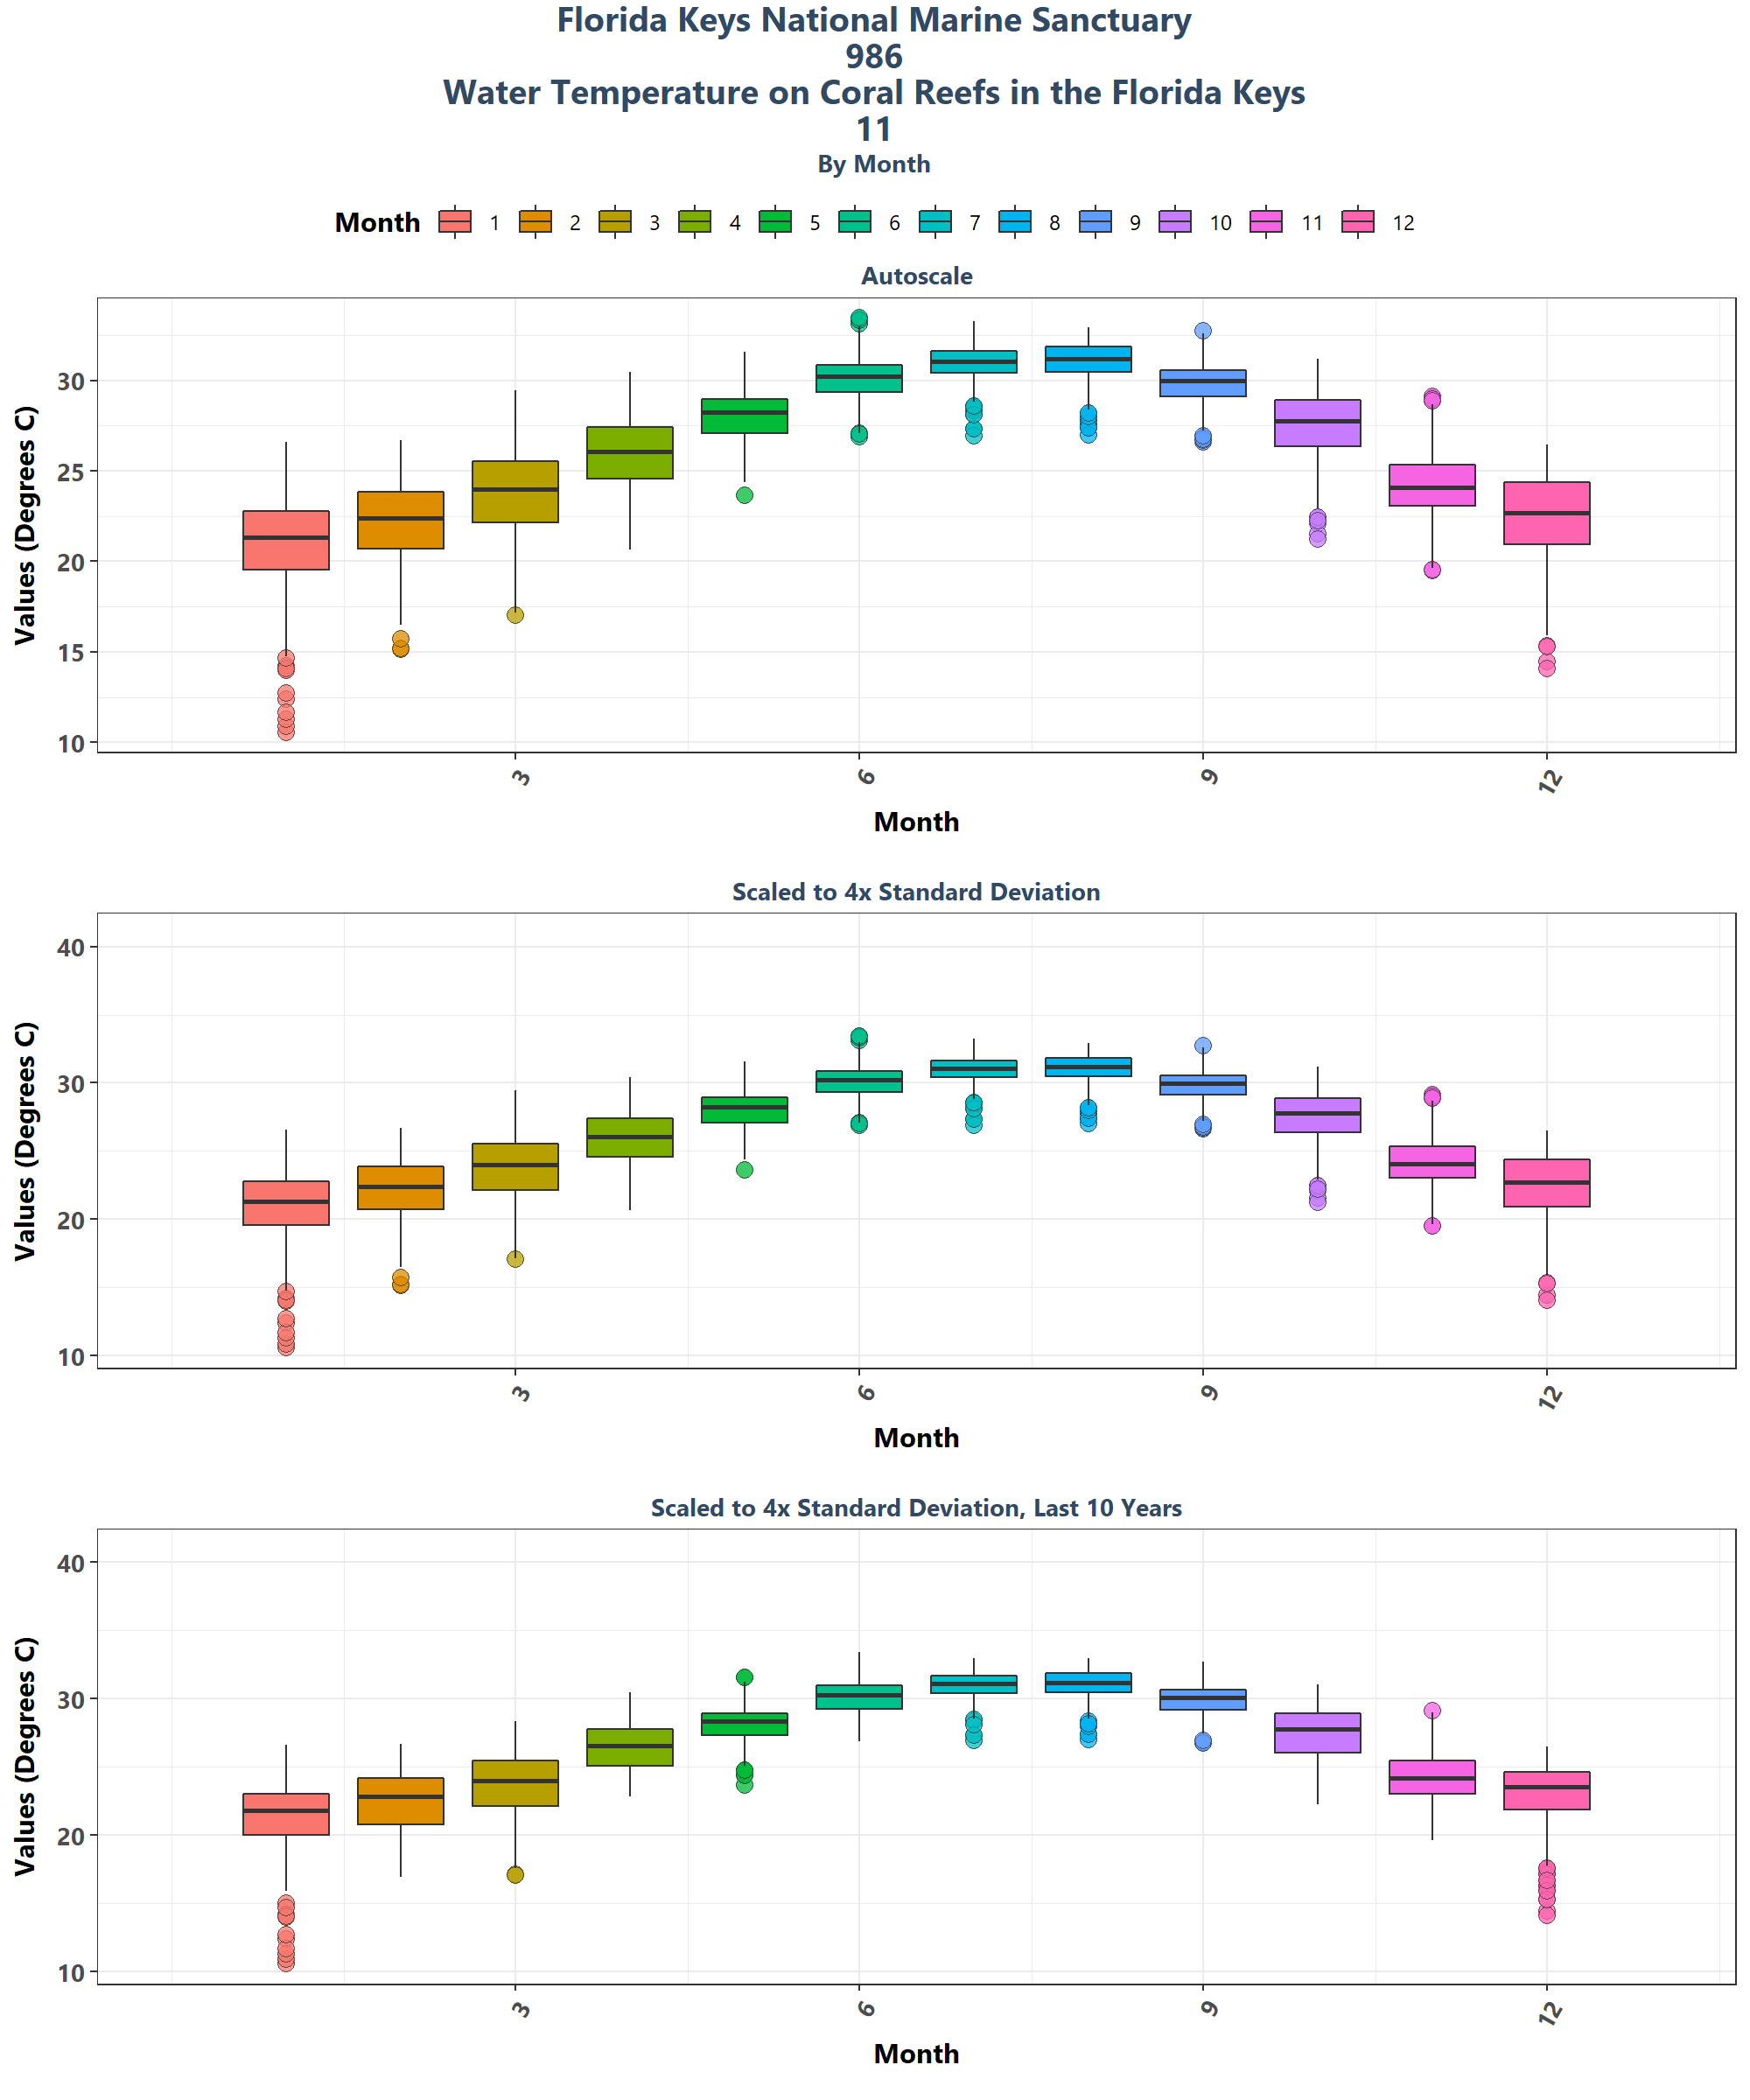 Florida Keys National Marine Sanctuary
986
Water Temperature on Coral Reefs in the Florida Keys
11
By Month
Month 1 2 3 4 5 6 7 8 9 10 11 12
Autoscale
Values (Degrees C)
30
25
20
15
10
3 6 9 12
Month
Scaled to 4x Standard Deviation
Values (Degrees C)
40
30
20
10
3 6 9 12
Month
Scaled to 4x Standard Deviation, Last 10 Years
Values (Degrees C)
40
30
20
10
3 6 9 12
Month